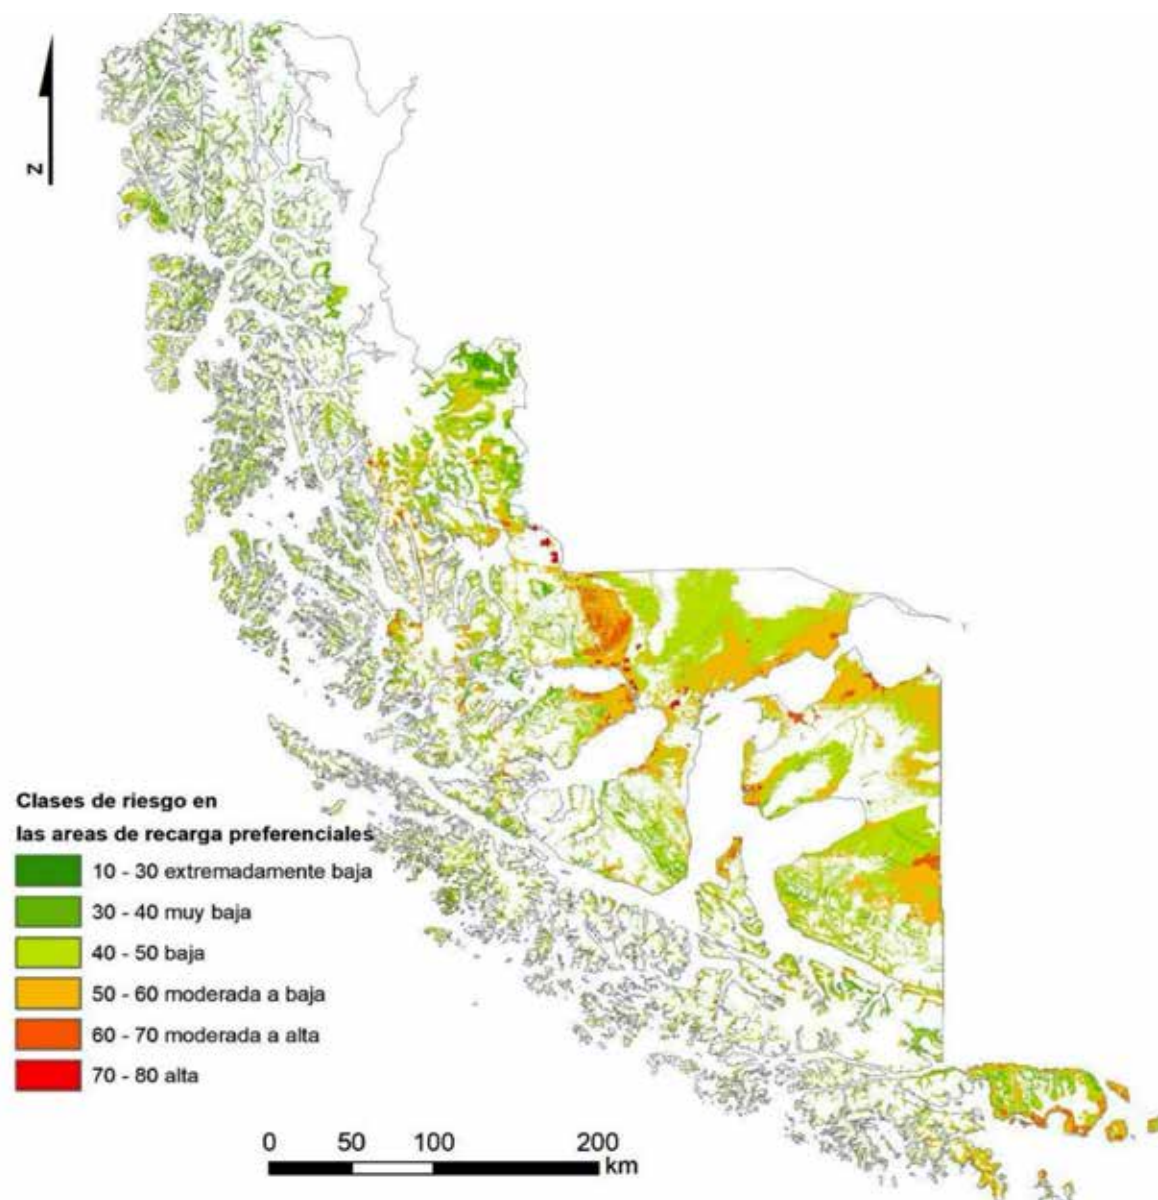 N
Clases de riesgo en
las areas de recarga preferenciales
10 - 30 extremadamente baja
30 - 40 muy baja
40 - 50 baja
50 - 60 moderada a baja
60 - 70 moderada a alta
70 - 80 alta
0 50 100 200
km